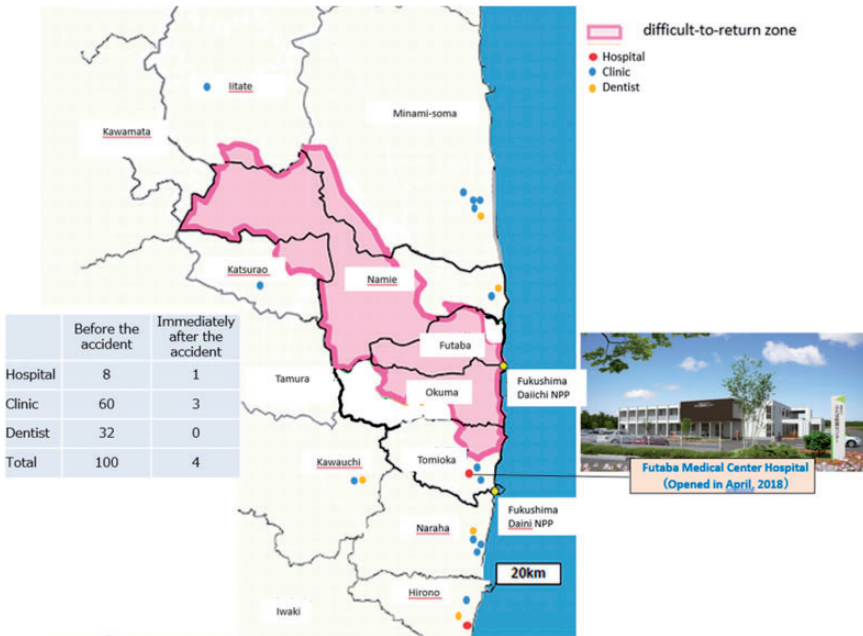 difficult-to-return zone
Hospital
Clinic
Dentist
Iitate
Minami-soma
Kawamata
Katsurao
Namie
Before the accident
Immediately after the accident
Hospital 8 1
Clinic 60 3
Dentist 32 0
Total 100 4
Futaba
Tamura
Okuma
Fukushima
Daiichi NPP
Kawauchi
Tomioka
Futaba Medical Center Hospital
(Opened in April, 2018)
Fukushima
Daini NPP
Naraha
20km
Hirono
Iwaki